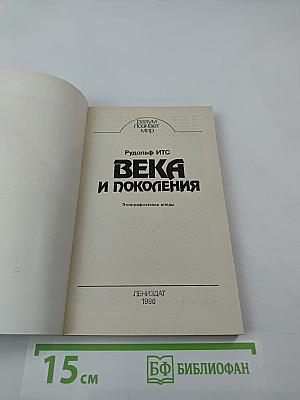 разум
познает
мир
Рудольф ИТС
ВЕКА
И ПОКОЛЕНИЯ
Этнографические этюды
ЛЕНИЗДАТ
1986
15 см
БФ БИБЛИОФАН